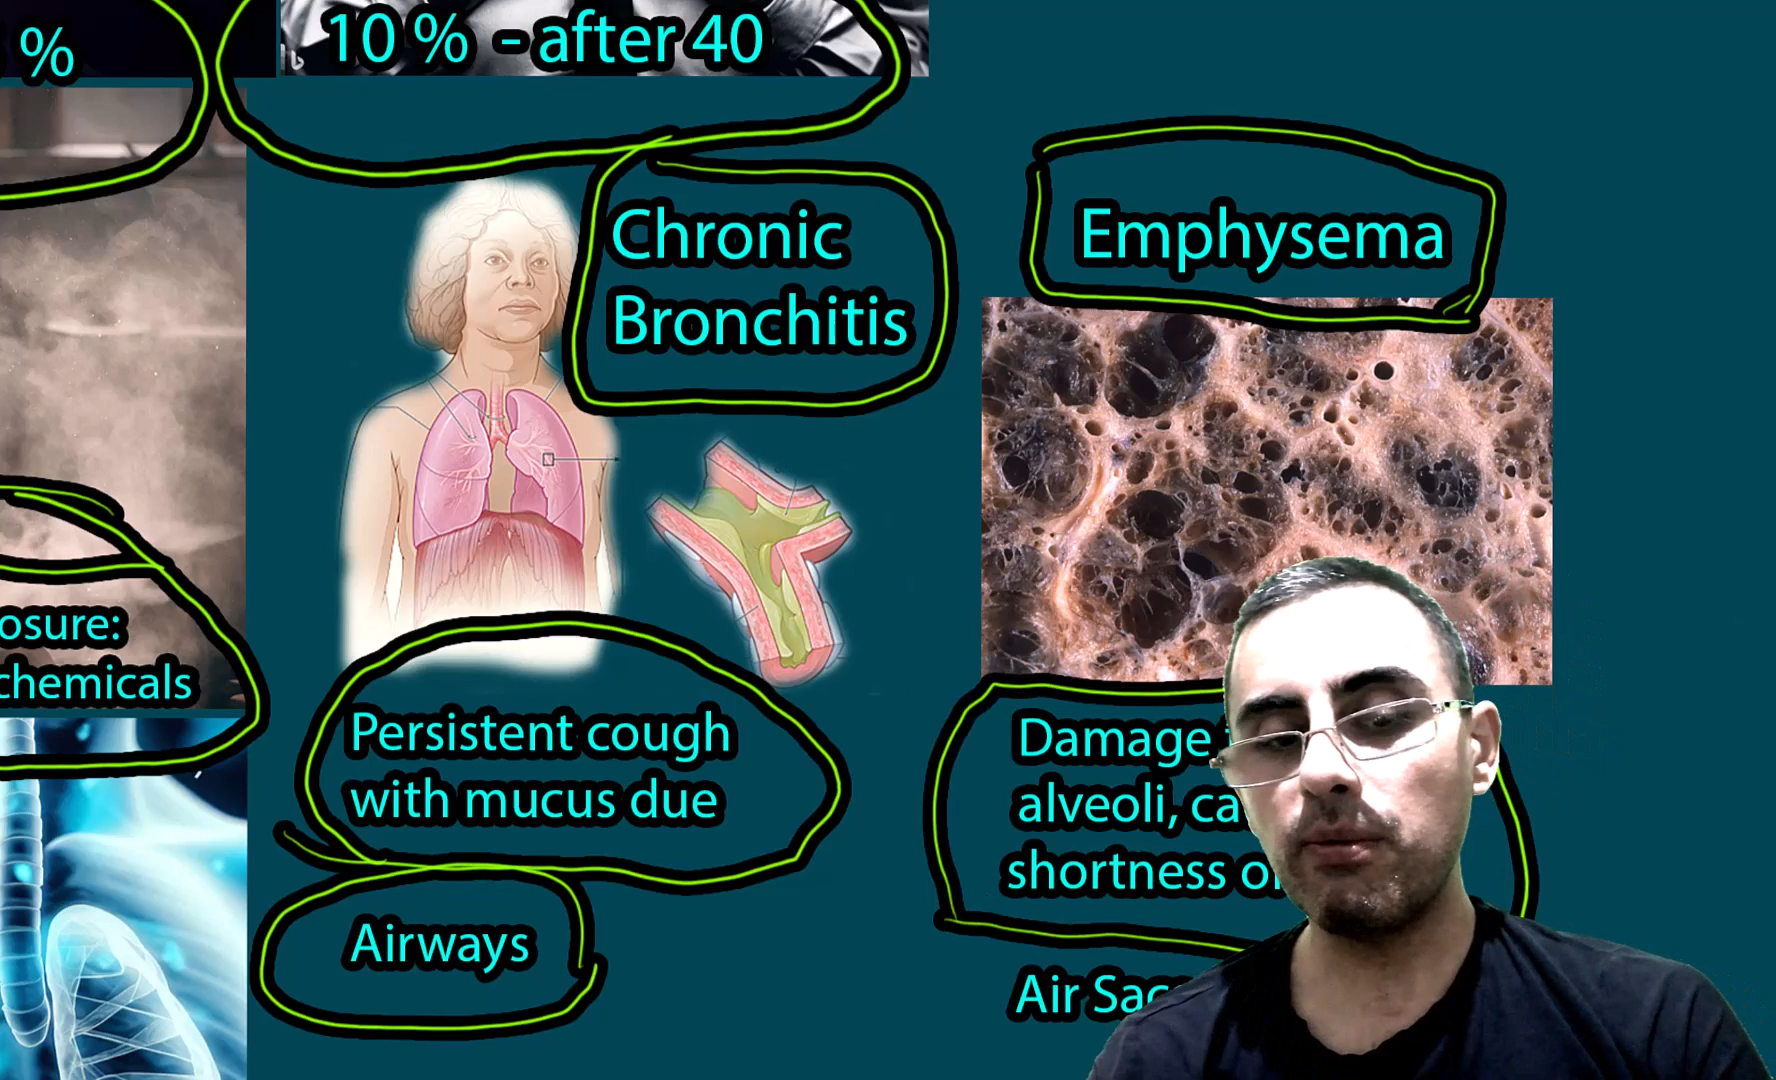 %
10 % - after 40
Chronic
Bronchitis
Emphysema
osure:
chemicals
Persistent cough
with mucus due
Airways
Damage
alveoli, ca
shortness of
Air Sac